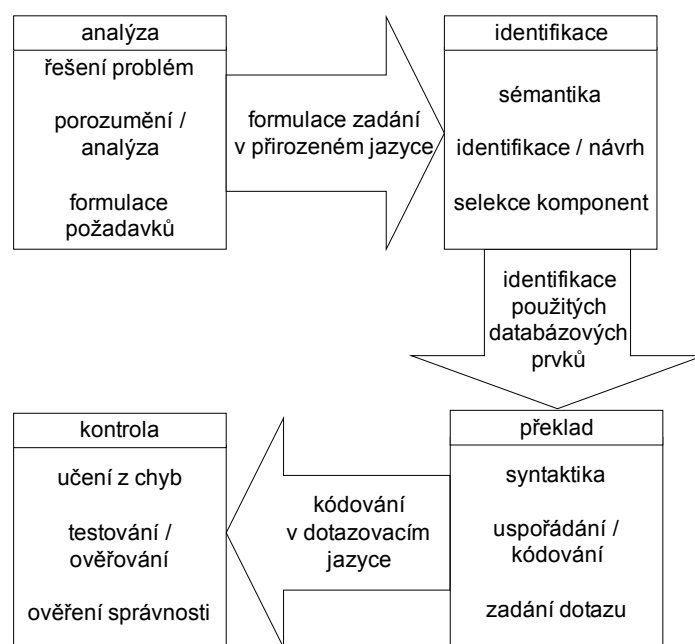 analýza
řešení problém
porozumění /
analýza
formulace
požadavků
formulace zadání
v přirozeném jazyce
identifikace
sémantika
identifikace / návrh
selekce komponent
identifikace
použitých
databázových
prvků
překlad
syntaktika
uspořádání /
kódování
zadání dotazu
kódování
v dotazovacím
jazyce
kontrola
učení z chyb
testování /
ověřování
ověření správnosti